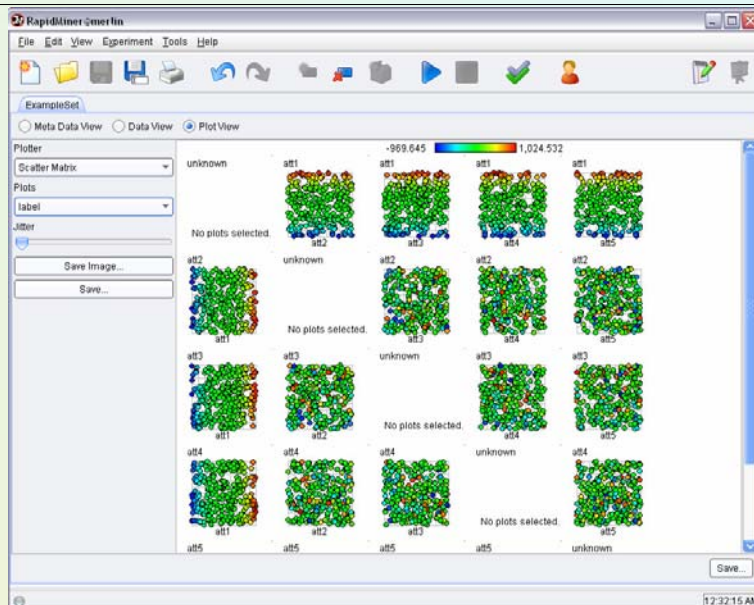 RapidMiner@merlin
File Edit View Experiment Tools Help
ExampleSet
Meta Data View Data View Plot View
Plotter
Scatter Matrix
Plots
label
Jitter
Save Image...
Save...
-969.645 1,024.532
unknown att1 att1 att1 att1
No plots selected.
att2 att3 att4 att5
att2 unknown att2 att2 att2
No plots selected.
att1 att3 att4 att5
att3 att3 unknown att3 att3
No plots selected.
att1 att2 att4 att5
att4 att4 att4 unknown att4
No plots selected.
att1 att2 att3 att5
att5 att5 att5 att5 unknown
Save...
12:32:15 AM